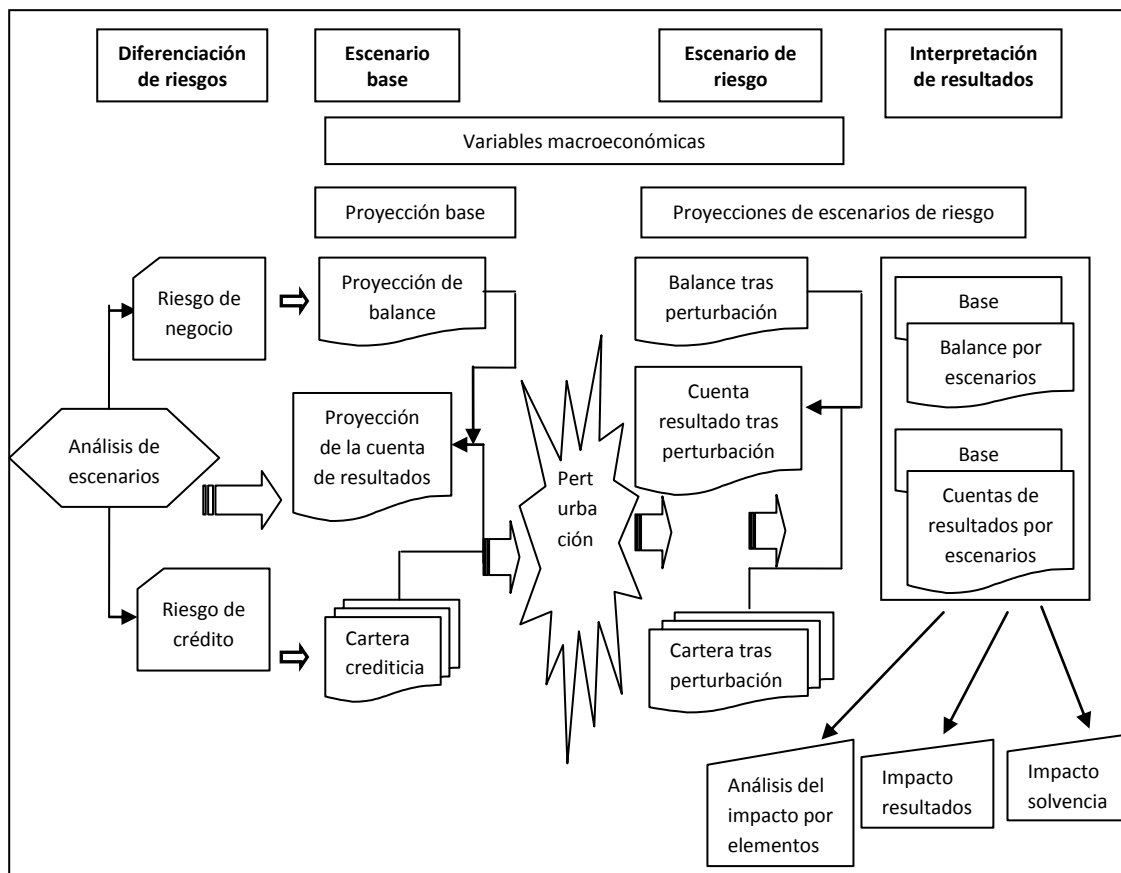 Diferenciación
de riesgos
Escenario
base
Escenario de
riesgo
Interpretación
de resultados
Variables macroeconómicas
Proyección base
Proyecciones de escenarios de riesgo
Riesgo de
negocio
Proyección de
balance
Balance tras
perturbación
Base
Balance por
escenarios
Análisis de
escenarios
Proyección
de la cuenta
de resultados
Pert
urba
ción
Cuenta
resultado tras
perturbación
Base
Cuentas de
resultados por
escenarios
Riesgo de
crédito
Cartera
crediticia
Cartera tras
perturbación
Análisis del
impacto por
elementos
Impacto
resultados
Impacto
solvencia